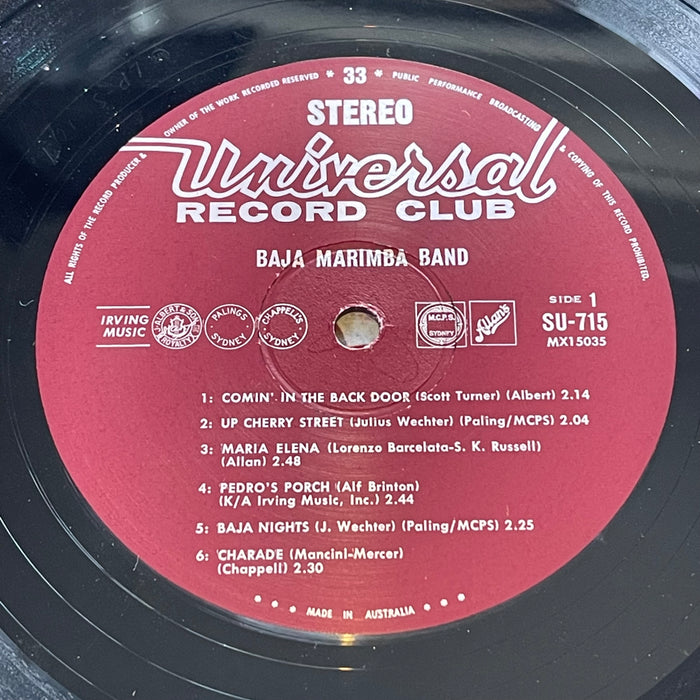 ALL RIGHTS OF THE RECORD PRODUCER & OWNER OF THE WORK RECORDED RESERVED * 33 * PUBLIC PERFORMANCE BROADCASTING & COPYING OF THIS RECORD PROHIBITED.
STEREO
Universal
RECORD CLUB
BAJA MARIMBA BAND
IRVING MUSIC
ALBERT & SON ROYALTY
PALING'S SYDNEY
CHAPPELL'S SYDNEY
M.C.P.S. SYDNEY
Allan's
SIDE 1
SU-715
MX15035
1: COMIN' IN THE BACK DOOR (Scott Turner) (Albert) 2.14
2: UP CHERRY STREET (Julius Wechter) (Paling/MCPS) 2.04
3: MARIA ELENA (Lorenzo Barcelata-S. K. Russell)
(Allan) 2.48
4: PEDRO'S PORCH (Alf Brinton)
(K/A Irving Music, Inc.) 2.44
5: BAJA NIGHTS (J. Wechter) (Paling/MCPS) 2.25
6: CHARADE (Mancini-Mercer)
(Chappell) 2.30
* * * * MADE IN AUSTRALIA * * * *